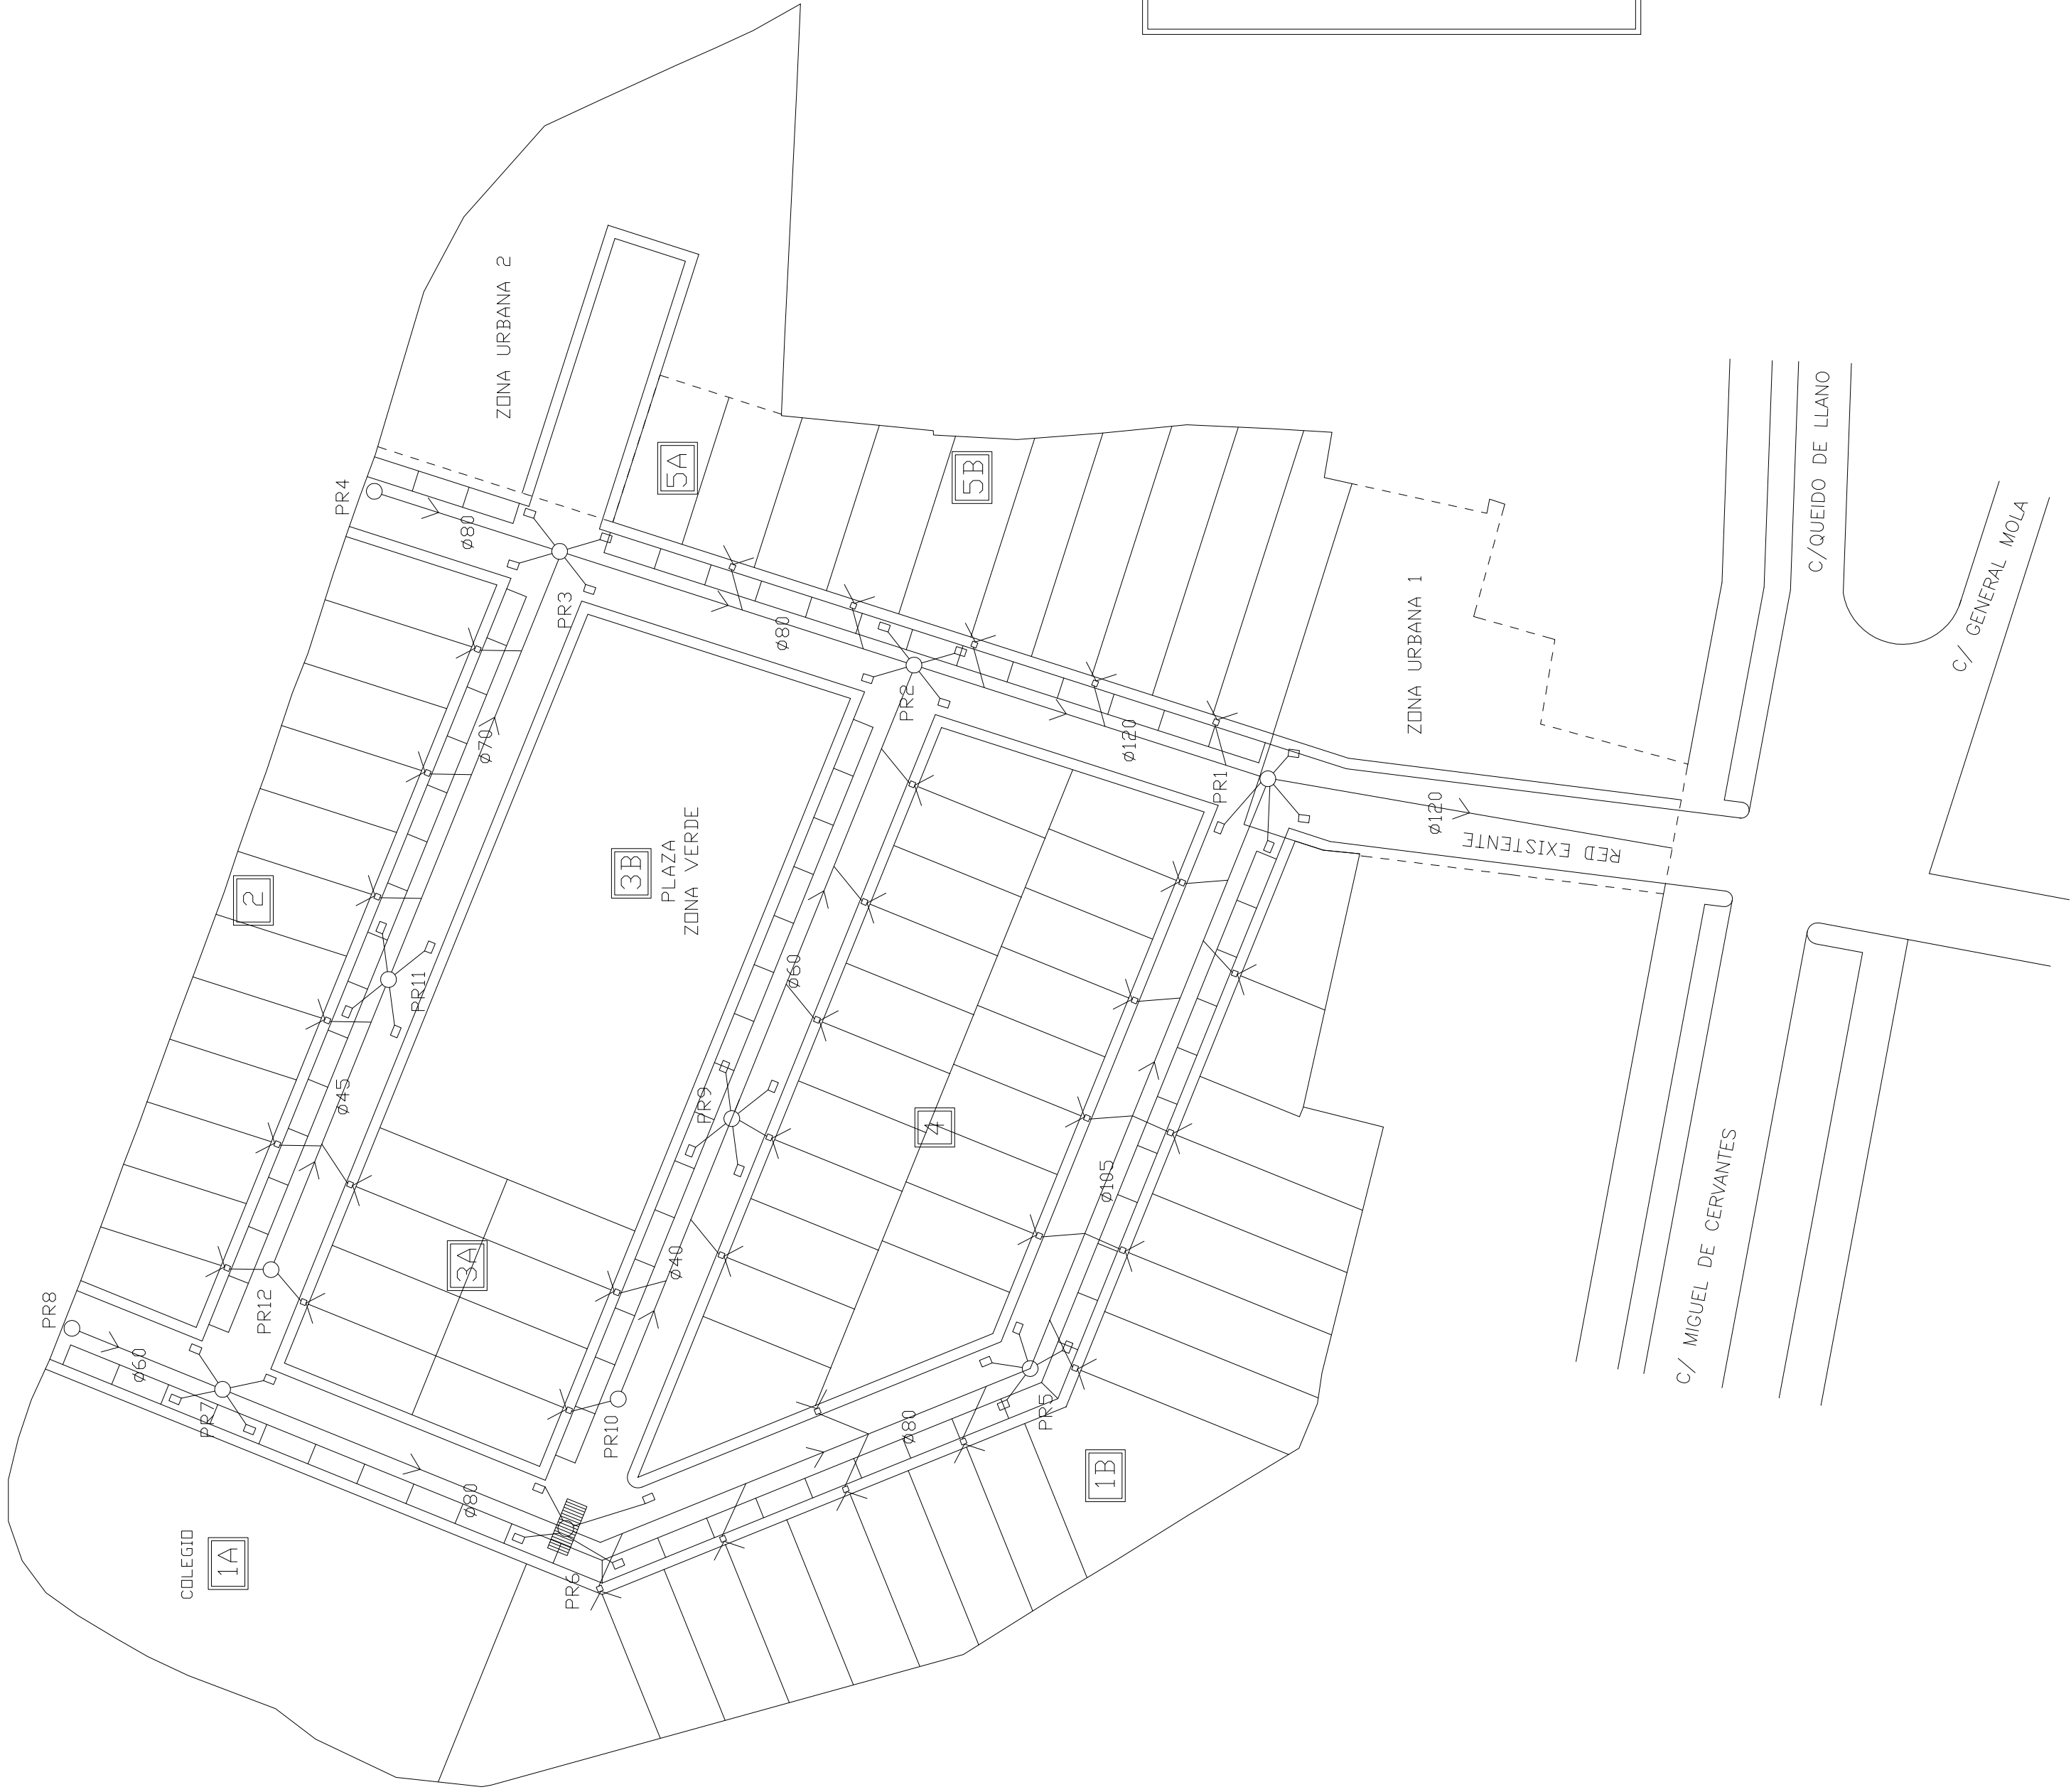 ZONA URBANA 2
PR4
ø80
5A
5B
PR3
ø80
C/QUEIDO DE LLANO
C/ GENERAL MOLA
ZONA URBANA 1
PR2
ø70
ø120
PR1
ø120
RED EXISTENTE
2
3B
PLAZA
ZONA VERDE
PR11
ø60
ø45
PR9
4
ø105
3A
ø40
PR12
PR8
ø60
PR7
PR10
PR5
ø80
C/ MIGUEL DE CERVANTES
ø80
1B
COLEGIO
1A
PR6